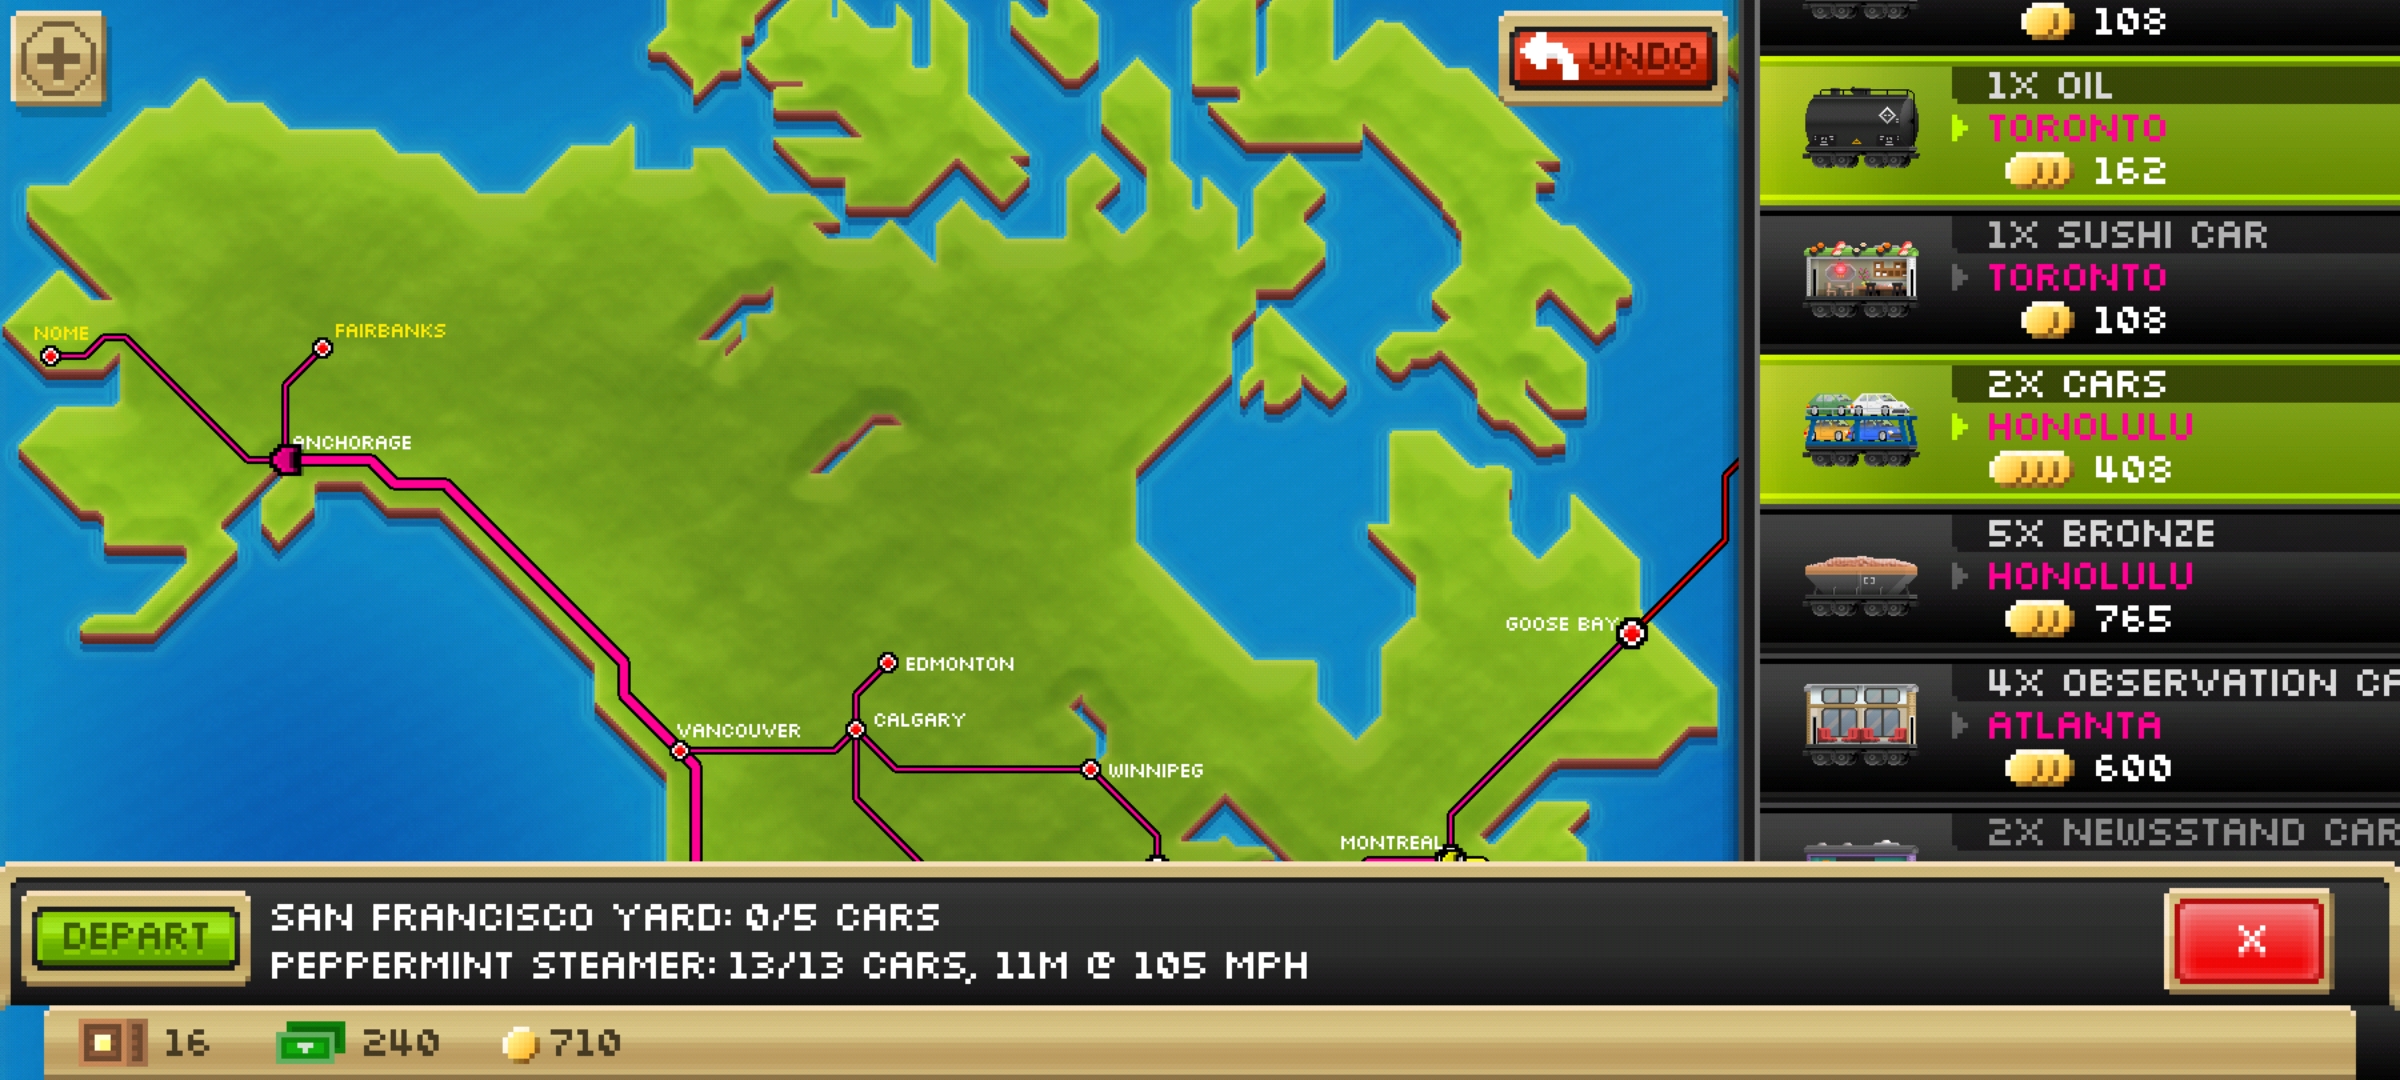 UNDO
NOME
FAIRBANKS
ANCHORAGE
EDMONTON
VANCOUVER
CALGARY
WINNIPEG
GOOSE BAY
MONTREAL
108
1X OIL
TORONTO
162
1X SUSHI CAR
TORONTO
108
2X CARS
HONOLULU
408
5X BRONZE
HONOLULU
765
4X OBSERVATION CA
ATLANTA
600
2X NEWSSTAND CAR
DEPART
SAN FRANCISCO YARD: 0/5 CARS
PEPPERMINT STEAMER: 13/13 CARS, 11M @ 105 MPH
X
16
240
710